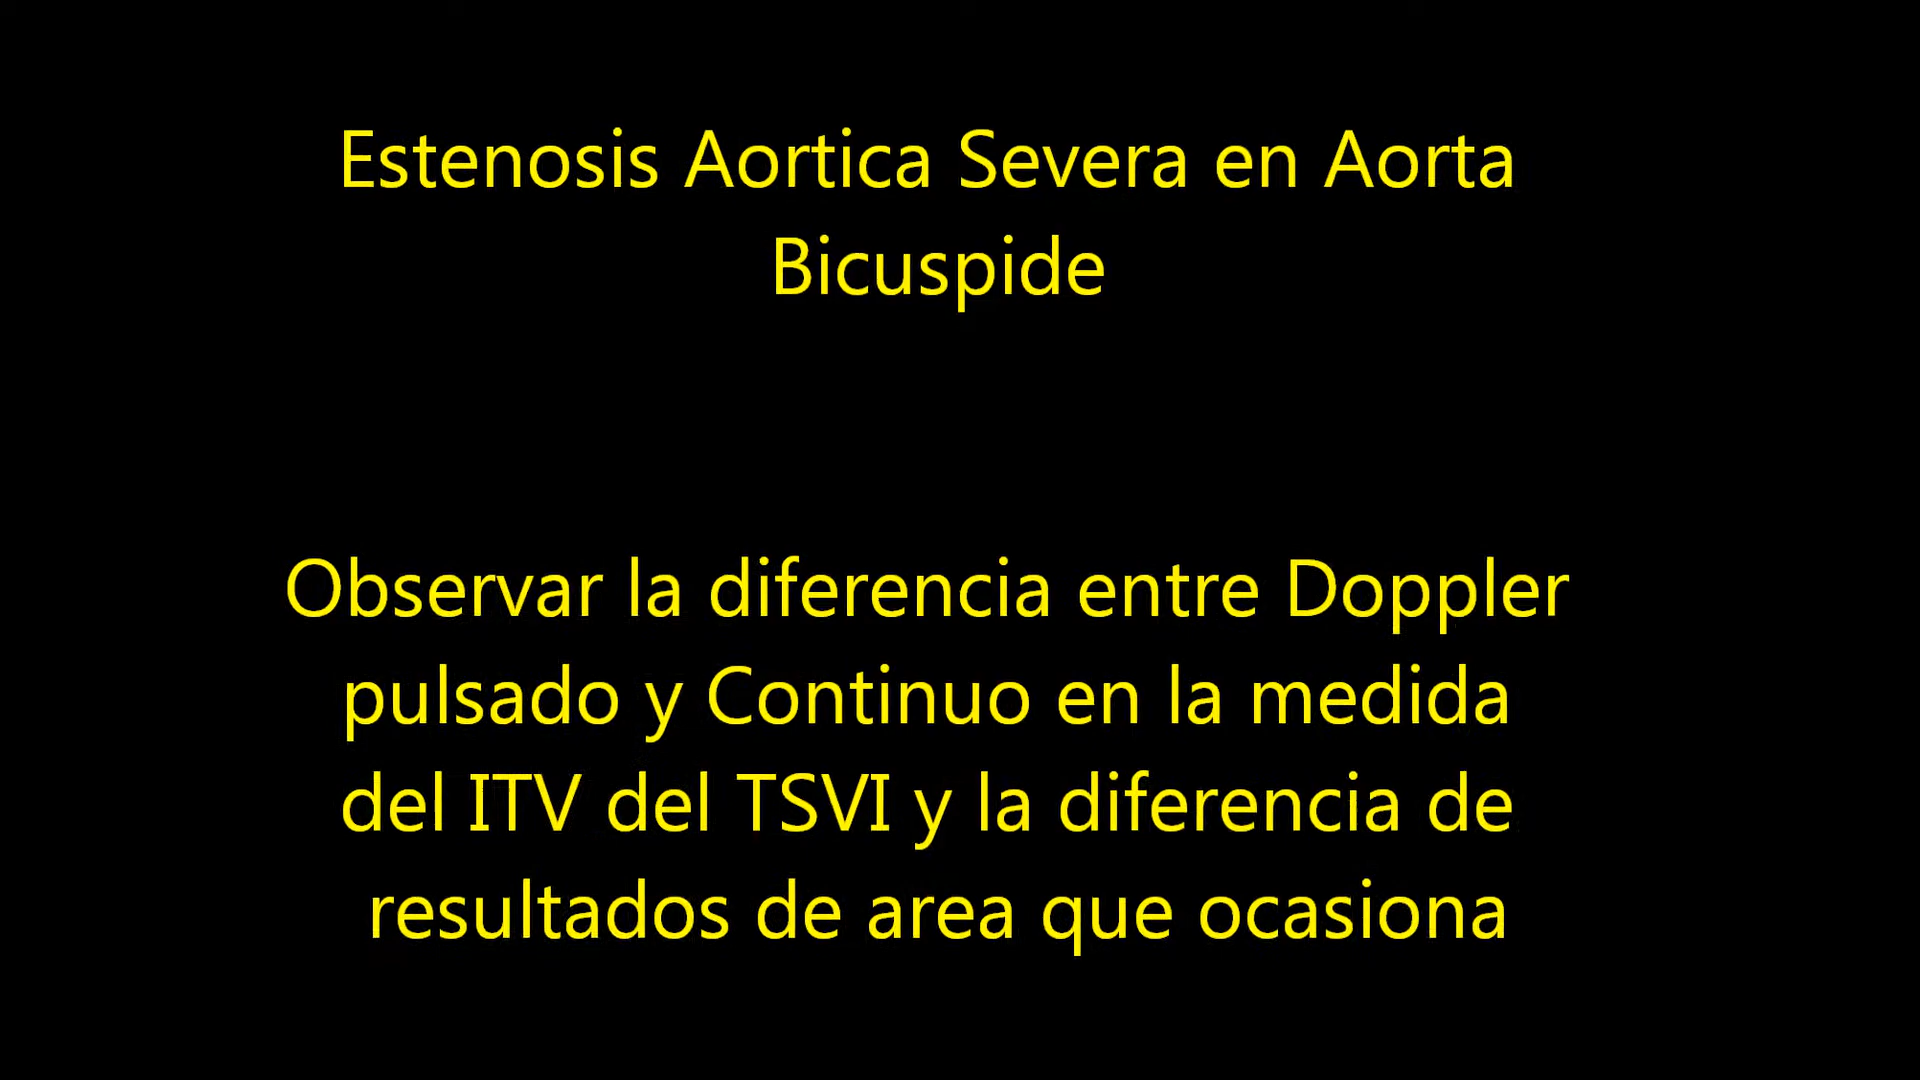 Estenosis Aortica Severa en Aorta
Bicuspide
Observar la diferencia entre Doppler
pulsado y Continuo en la medida
del ITV del TSVI y la diferencia de
resultados de area que ocasiona